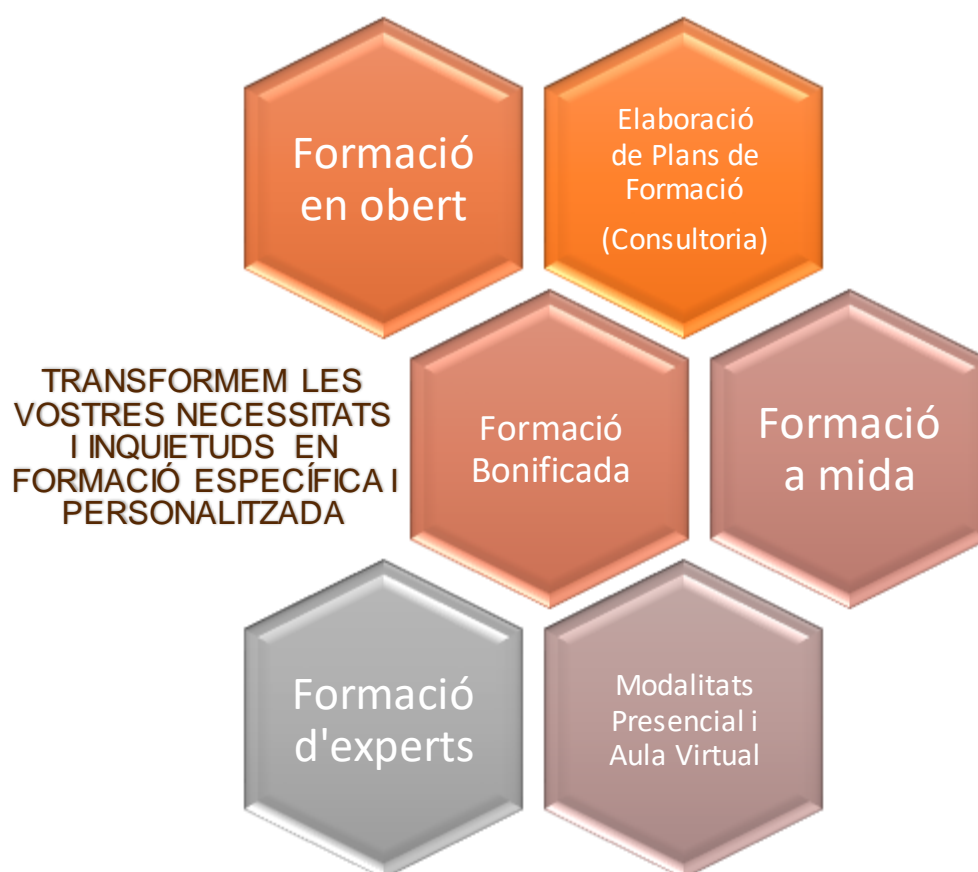 Formació
en obert
Elaboració
de Plans de
Formació
(Consultoria)
TRANSFORMEM LES
VOSTRES NECESSITATS
I INQUIETUDS EN
FORMACIÓ ESPECÍFICA I
PERSONALITZADA
Formació
Bonificada
Formació
a mida
Formació
d'experts
Modalitats
Presencial i
Aula Virtual